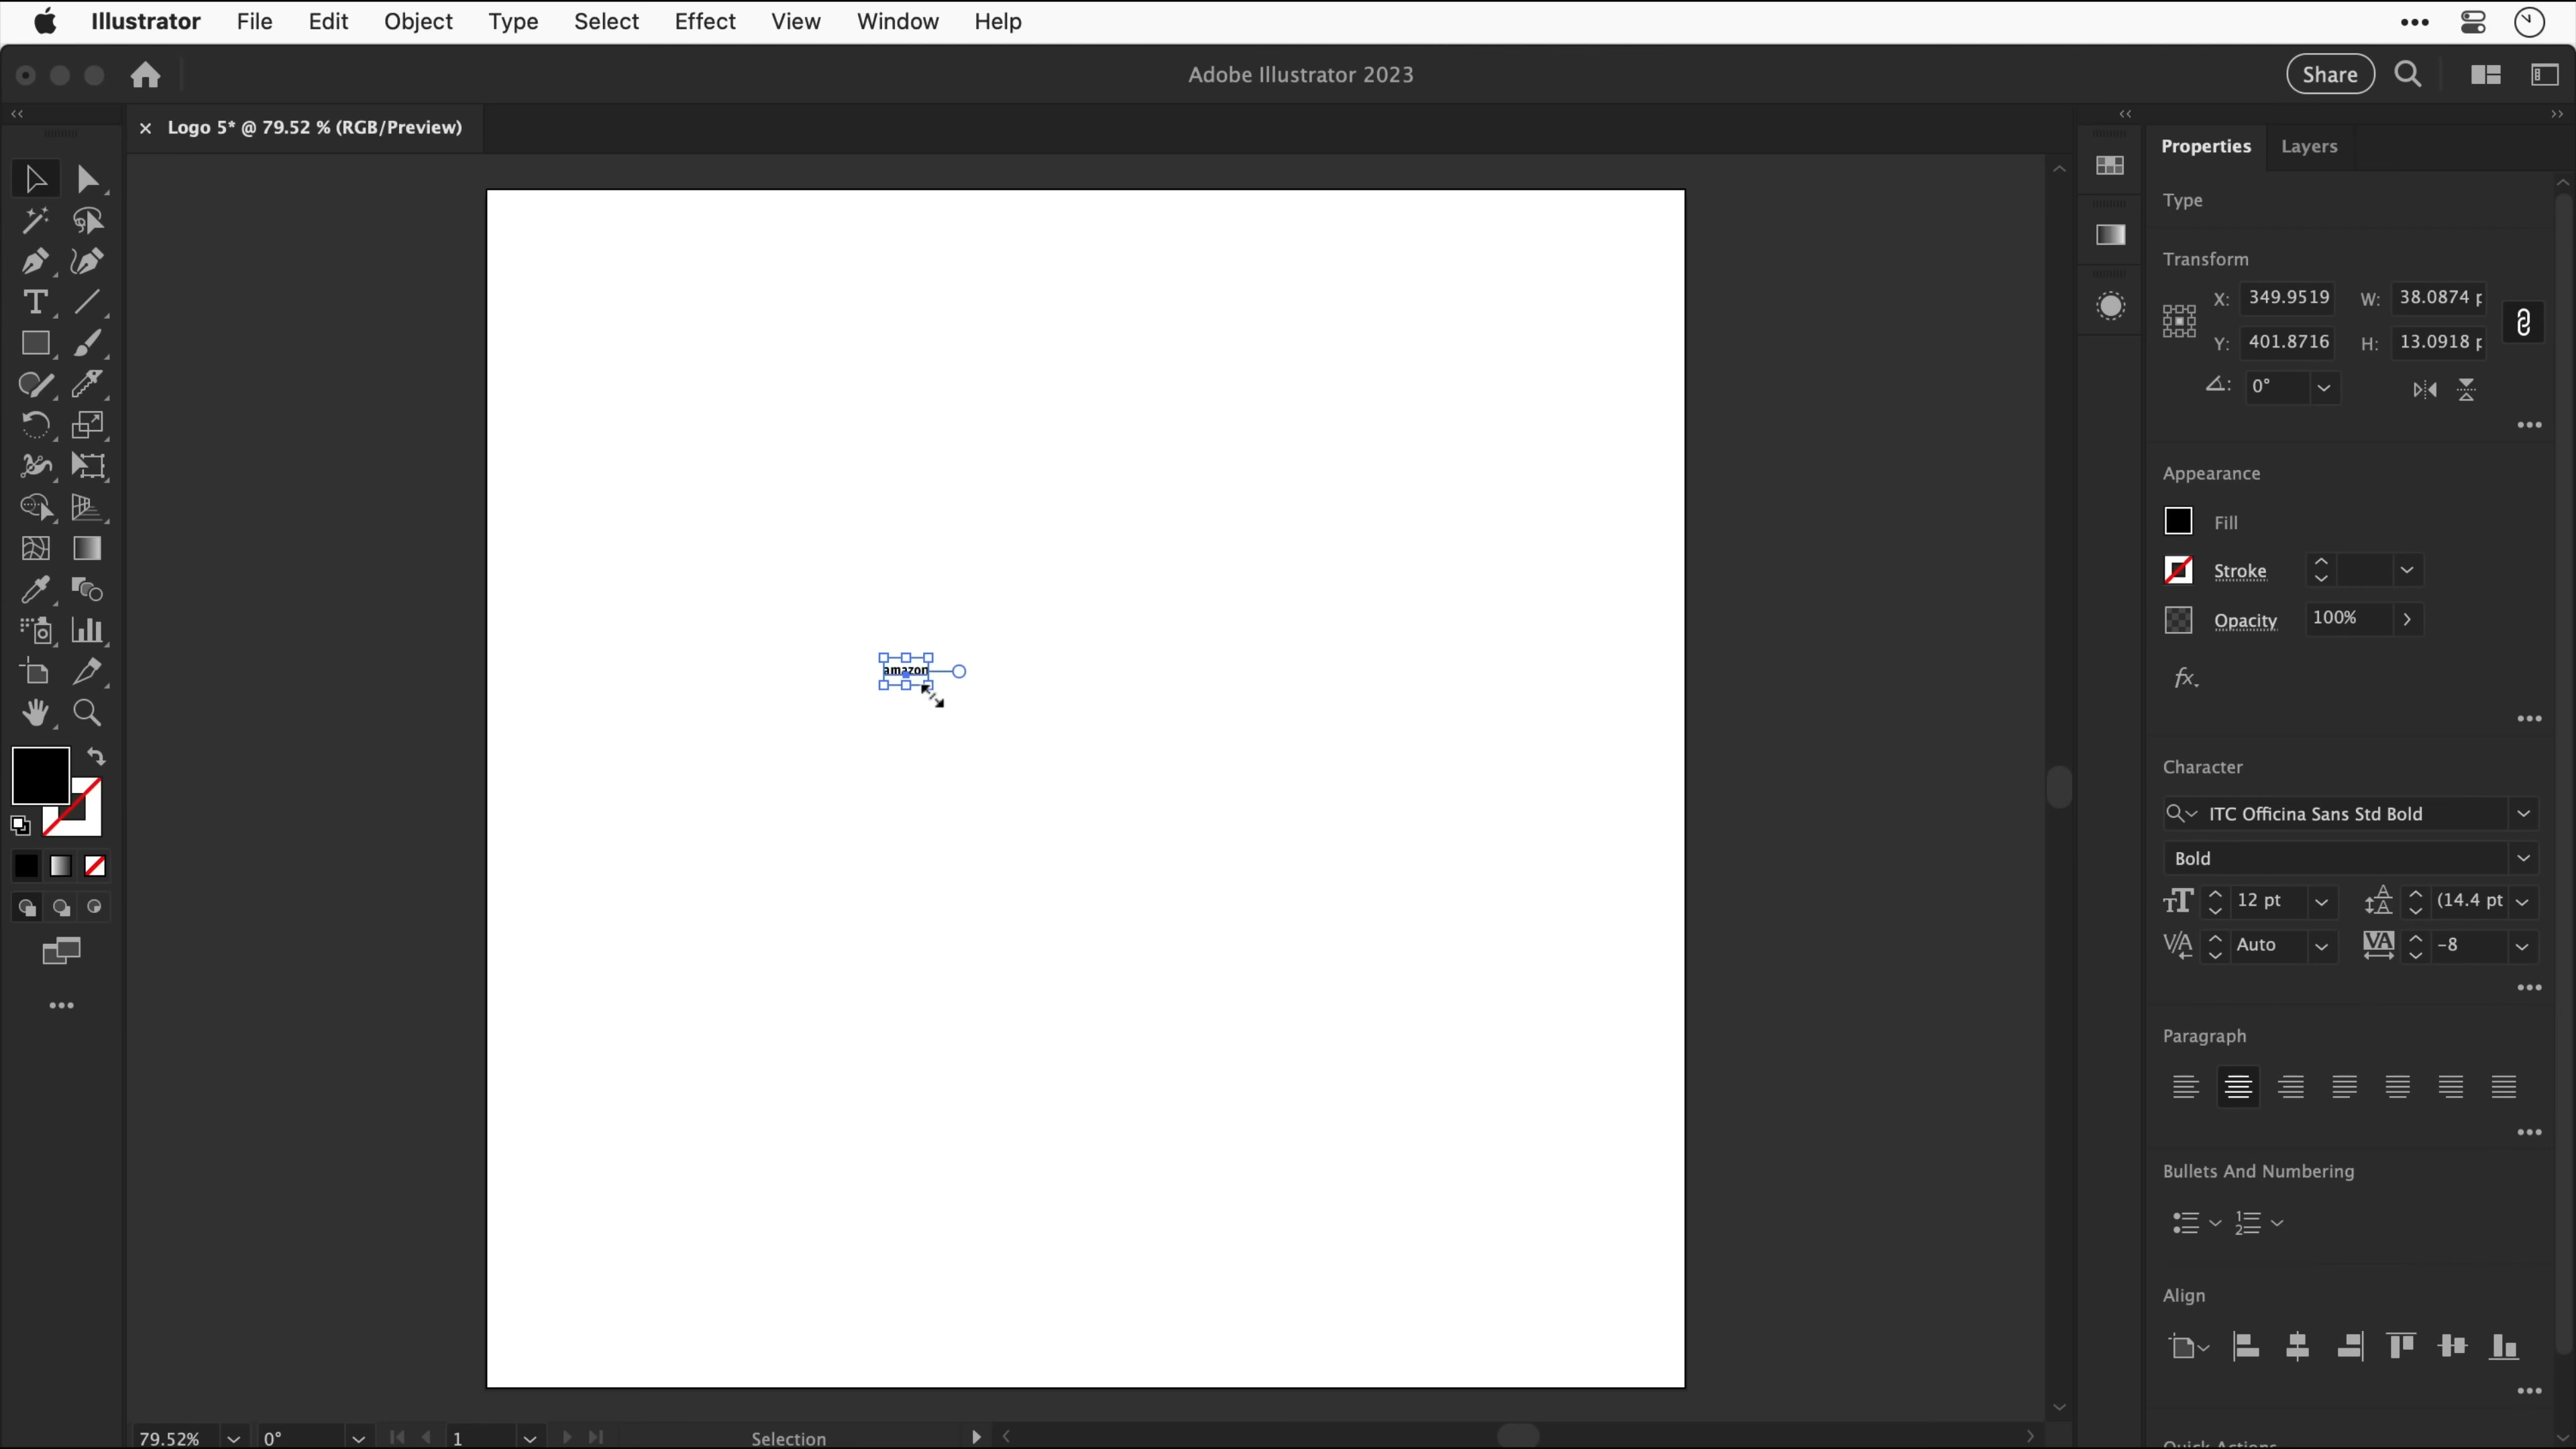 Illustrator File Edit Object Type Select Effect View Window Help
Adobe Illustrator 2023
Share
× Logo 5* @ 79.52 % (RGB/Preview)
Properties Layers
Type
Transform
X: 349.9519 W: 38.0874 p
Y: 401.8716 H: 13.0918 p
0°
Appearance
Fill
Stroke
Opacity 100%
fx
amazon
Character
ITC Officina Sans Std Bold
Bold
12 pt (14.4 pt
Auto -8
Paragraph
Bullets And Numbering
Align
Quick Actions
79.52% 0° 1 Selection